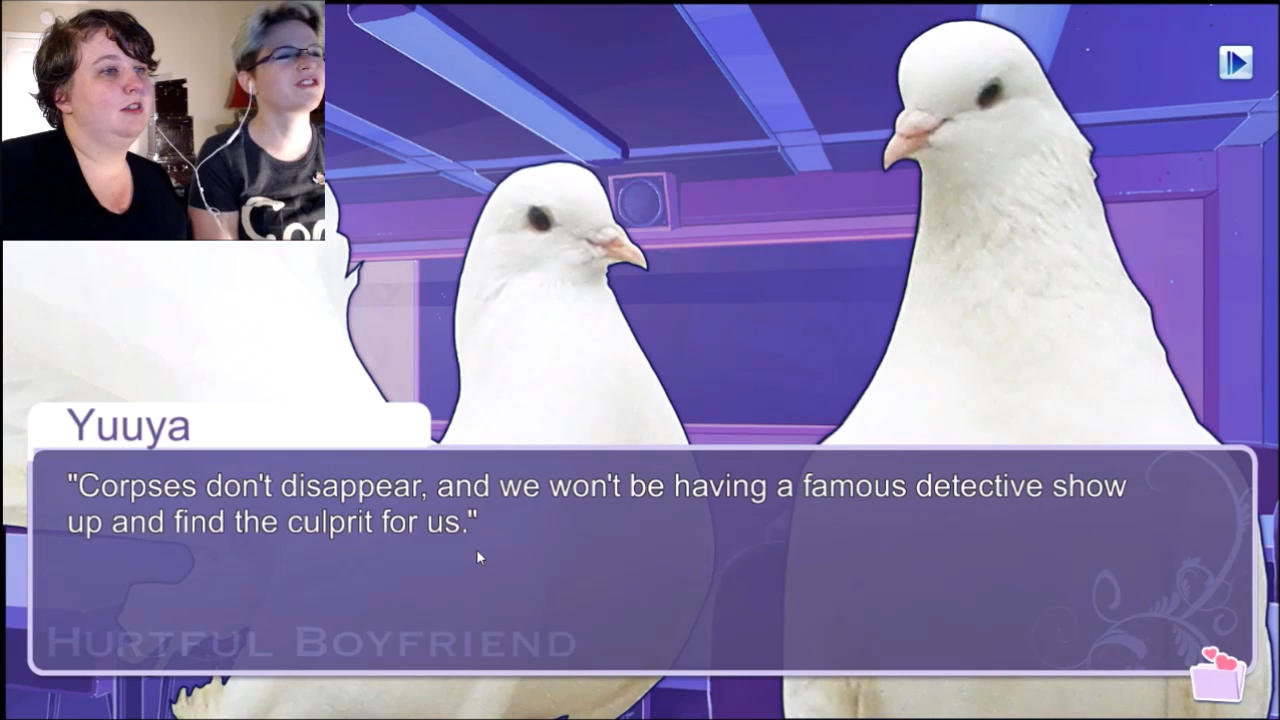 Yuuya
"Corpses don't disappear, and we won't be having a famous detective show
up and find the culprit for us."
HURTFUL BOYFRIEND